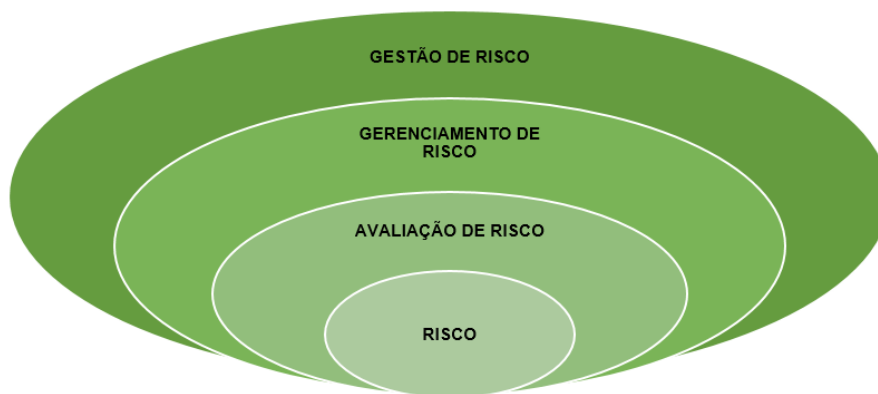 GESTÃO DE RISCO
GERENCIAMENTO DE
RISCO
AVALIAÇÃO DE RISCO
RISCO